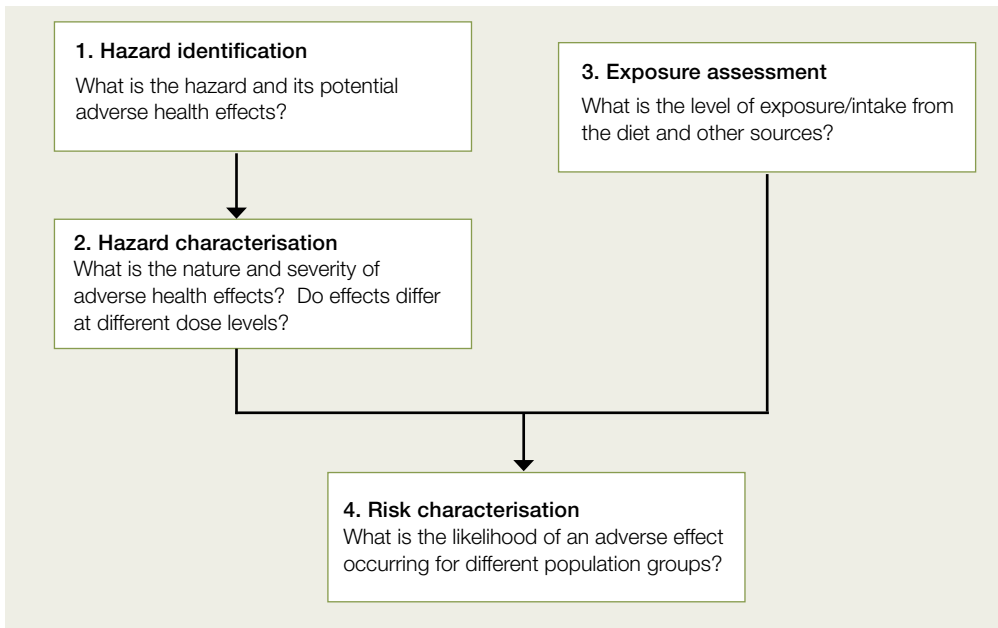 1. Hazard identification
What is the hazard and its potential
adverse health effects?
2. Hazard characterisation
What is the nature and severity of
adverse health effects?  Do effects differ
at different dose levels?
3. Exposure assessment
What is the level of exposure/intake from
the diet and other sources?
4. Risk characterisation
What is the likelihood of an adverse effect
occurring for different population groups?